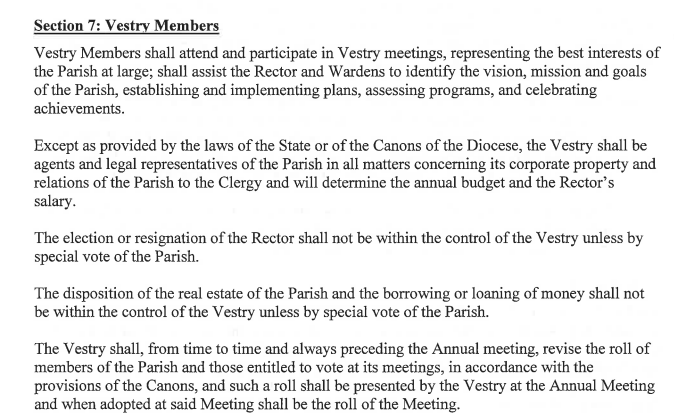 Section 7: Vestry Members
Vestry Members shall attend and participate in Vestry meetings, representing the best interests of
the Parish at large; shall assist the Rector and Wardens to identify the vision, mission and goals
of the Parish, establishing and implementing plans, assessing programs, and celebrating
achievements.
Except as provided by the laws of the State or of the Canons of the Diocese, the Vestry shall be
agents and legal representatives of the Parish in all matters concerning its corporate property and
relations of the Parish to the Clergy and will determine the annual budget and the Rector's
salary.
The election or resignation of the Rector shall not be within the control of the Vestry unless by
special vote of the Parish.
The disposition of the real estate of the Parish and the borrowing or loaning of money shall not
be within the control of the Vestry unless by special vote of the Parish.
The Vestry shall, from time to time and always preceding the Annual meeting, revise the roll of
members of the Parish and those entitled to vote at its meetings, in accordance with the
provisions of the Canons, and such a roll shall be presented by the Vestry at the Annual Meeting
and when adopted at said Meeting shall be the roll of the Meeting.